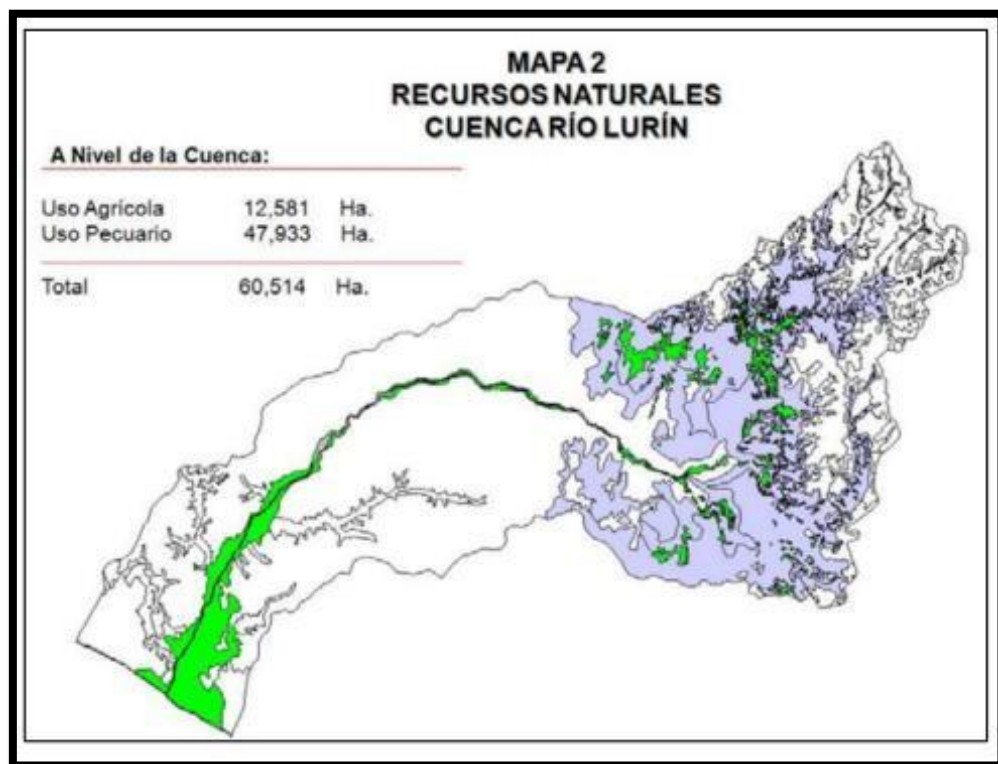 MAPA 2
RECURSOS NATURALES
CUENCA RÍO LURÍN
A Nivel de la Cuenca:
Uso Agrícola 12,581 Ha.
Uso Pecuario 47,933 Ha.
Total 60,514 Ha.